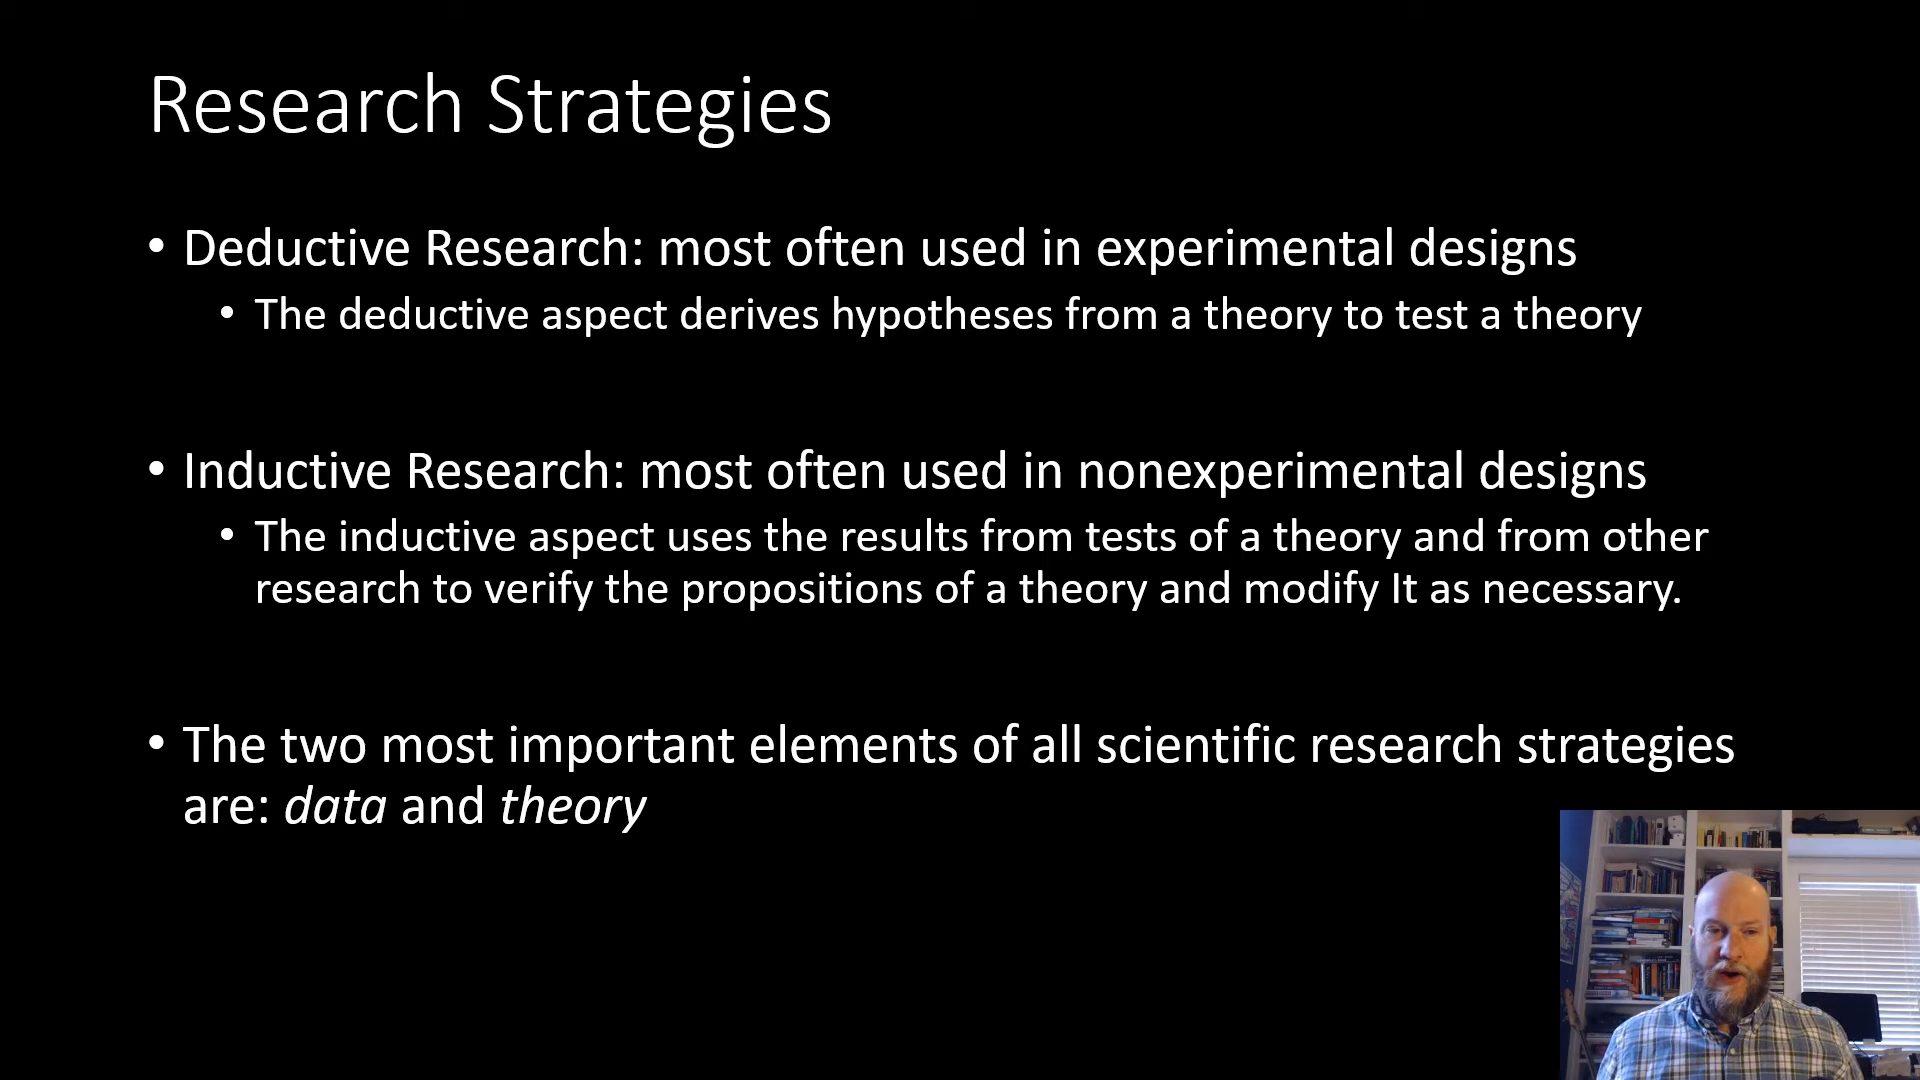 Research Strategies
• Deductive Research: most often used in experimental designs
• The deductive aspect derives hypotheses from a theory to test a theory
• Inductive Research: most often used in nonexperimental designs
• The inductive aspect uses the results from tests of a theory and from other
research to verify the propositions of a theory and modify It as necessary.
• The two most important elements of all scientific research strategies
are: data and theory